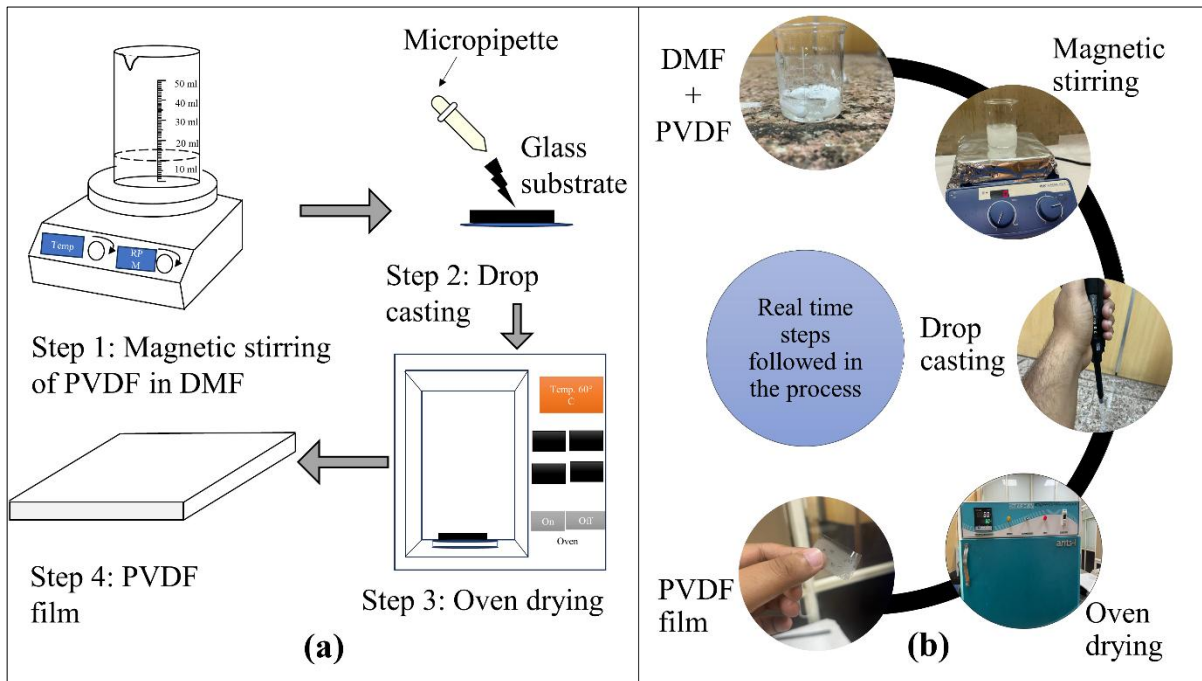 50 ml
40 ml
30 ml
20 ml
10 ml
Temp
RP
M
Step 1: Magnetic stirring
of PVDF in DMF
Micropipette
Glass
substrate
Step 2: Drop
casting
Temp. 60°
C
On Off
Oven
Step 3: Oven drying
Step 4: PVDF
film
(a)
DMF
+
PVDF
Magnetic
stirring
Real time
steps
followed in
the process
Drop
casting
Oven
drying
PVDF
film
(b)